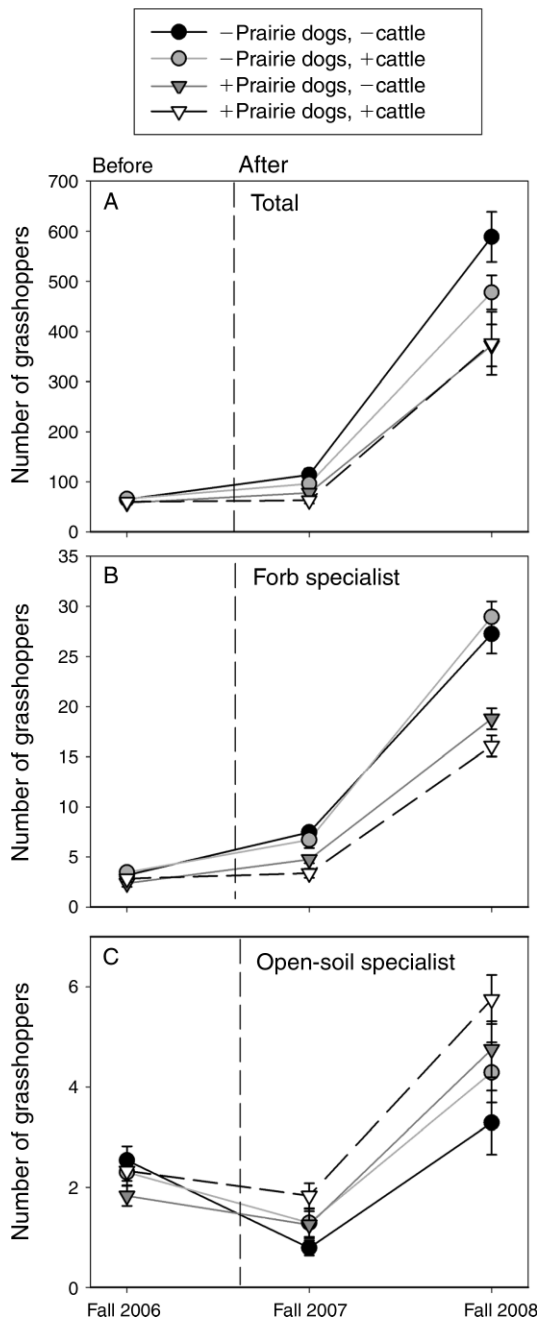 −Prairie dogs, −cattle
−Prairie dogs, +cattle
+Prairie dogs, −cattle
+Prairie dogs, +cattle
Before After
A Total
Number of grasshoppers
700
600
500
400
300
200
100
0
B Forb specialist
Number of grasshoppers
35
30
25
20
15
10
5
0
C Open-soil specialist
Number of grasshoppers
6
4
2
0
Fall 2006 Fall 2007 Fall 2008